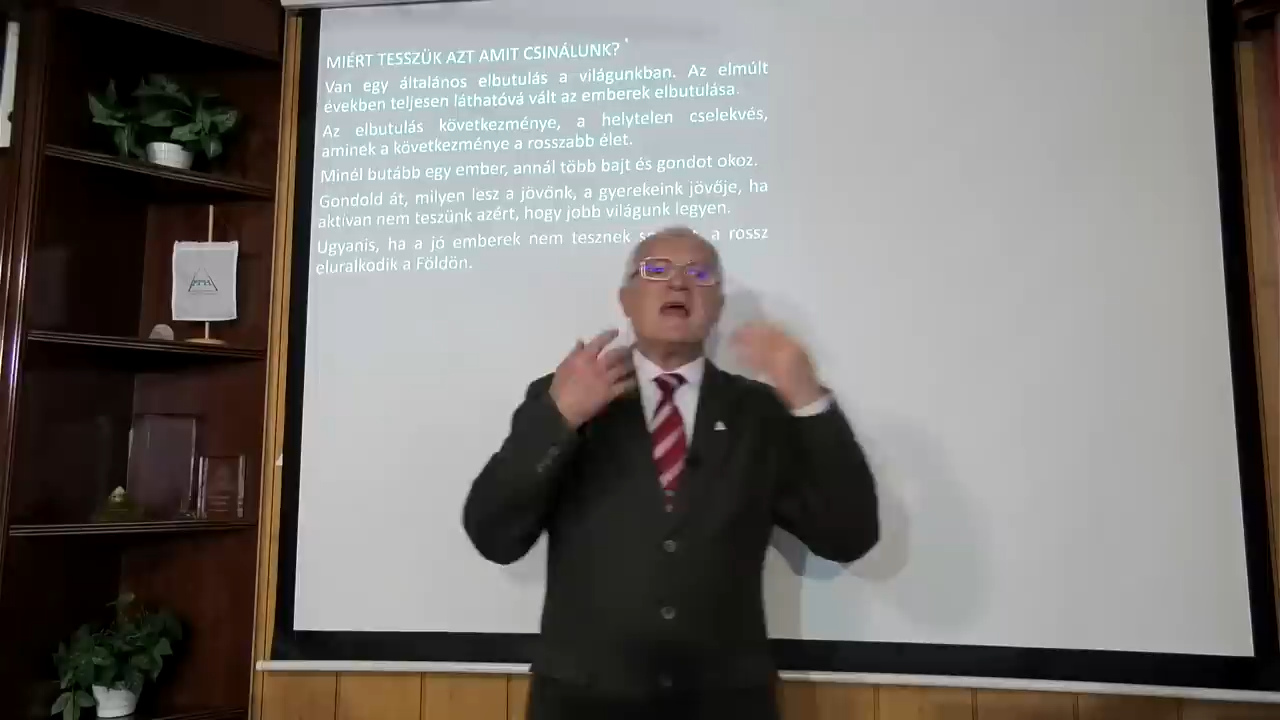 MIÉRT TESSZÜK AZT AMIT CSINÁLUNK?
Van egy általános elbutulás a világunkban. Az elmúlt
években teljesen láthatóvá vált az emberek elbutulása.
Az elbutulás következménye, a helytelen cselekvés,
aminek a következménye a rosszabb élet.
Minél butább egy ember, annál több bajt és gondot okoz.
Gondold át, milyen lesz a jövőnk, a gyerekeink jövője, ha
aktívan nem teszünk azért, hogy jobb világunk legyen.
Ugyanis, ha a jó emberek nem tesznek a rossz
eluralkodik a Földön.